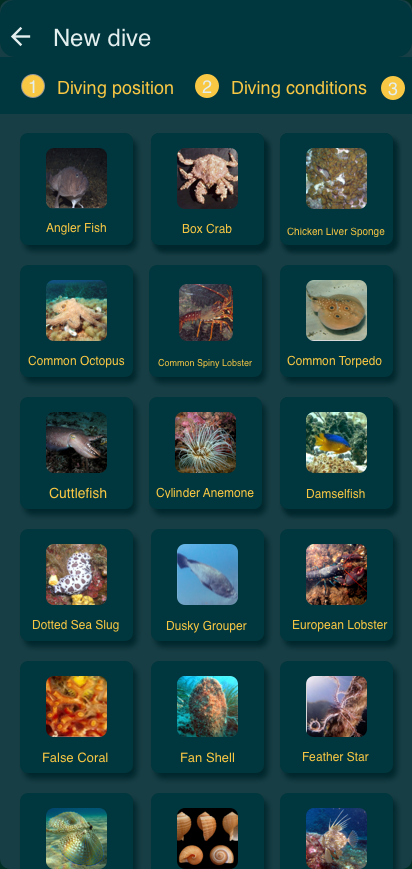 New dive
1 Diving position 2 Diving conditions 3
Angler Fish Box Crab Chicken Liver Sponge
Common Octopus Common Spiny Lobster Common Torpedo
Cuttlefish Cylinder Anemone Damselfish
Dotted Sea Slug Dusky Grouper European Lobster
False Coral Fan Shell Feather Star